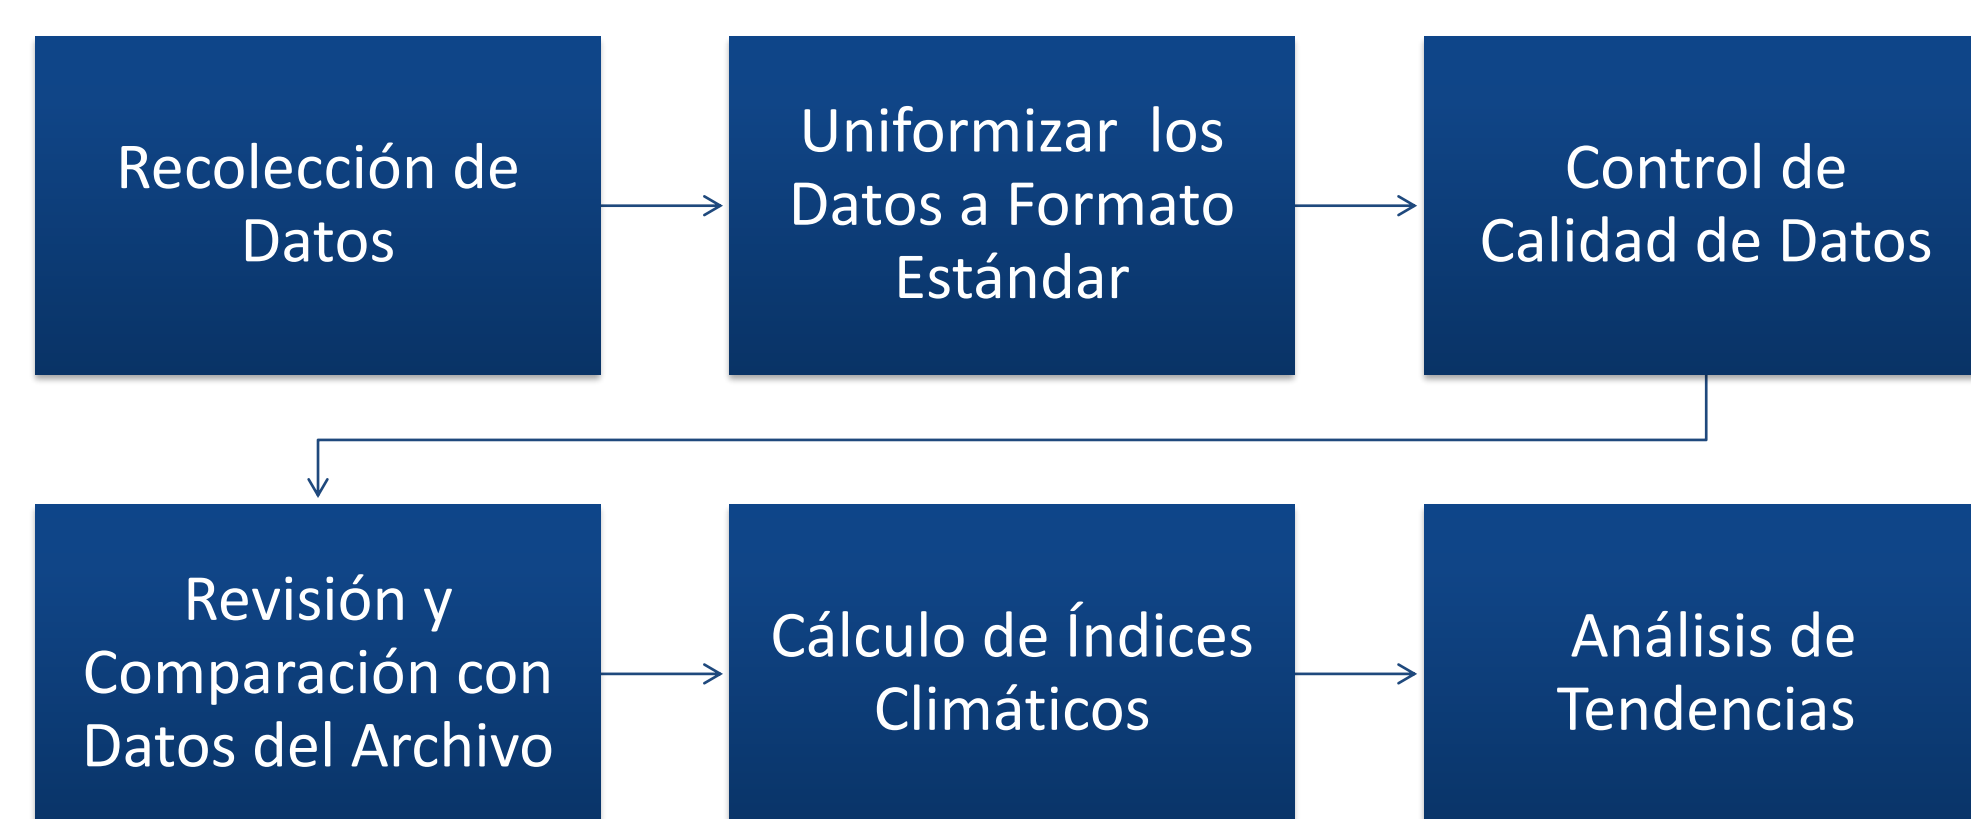 Recolección de
Datos
Uniformizar  los
Datos a Formato
Estándar
Control de
Calidad de Datos
Revisión y
Comparación con
Datos del Archivo
Cálculo de Índices
Climáticos
Análisis de
Tendencias